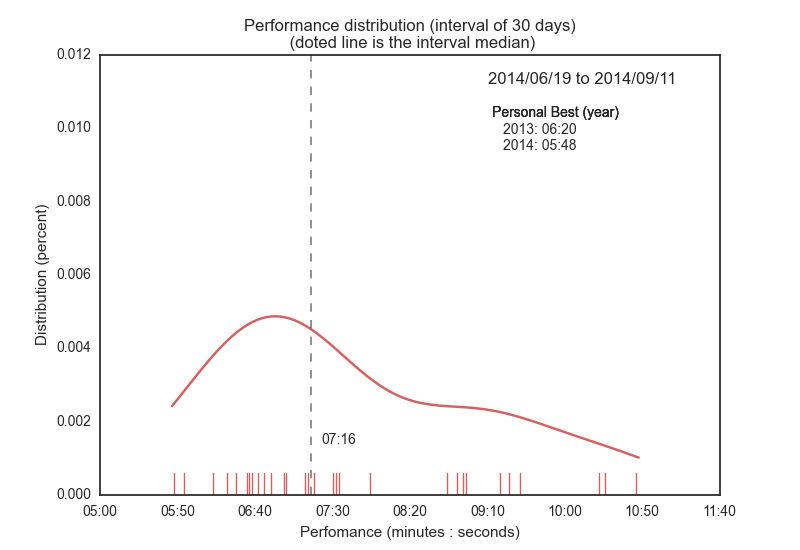 Performance distribution (interval of 30 days)
(doted line is the interval median)
0.012
2014/06/19 to 2014/09/11
Personal Best (year)
2013: 06:20
2014: 05:48
0.010
0.008
0.006
0.004
0.002
0.000
Distribution (percent)
07:16
05:00 05:50 06:40 07:30 08:20 09:10 10:00 10:50 11:40
Perfomance (minutes : seconds)